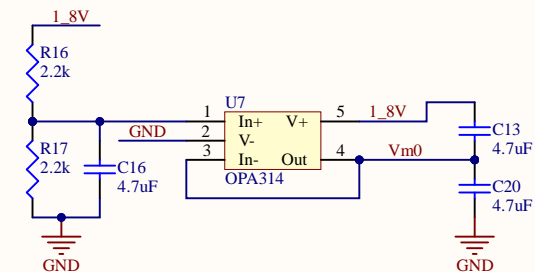 1_8V
R16
2.2k
R17
2.2k
C16
4.7uF
GND
GND
U7
1 In+ V+ 5
2 V-
3 In- Out 4
OPA314
1_8V
Vm0
C13
4.7uF
C20
4.7uF
GND